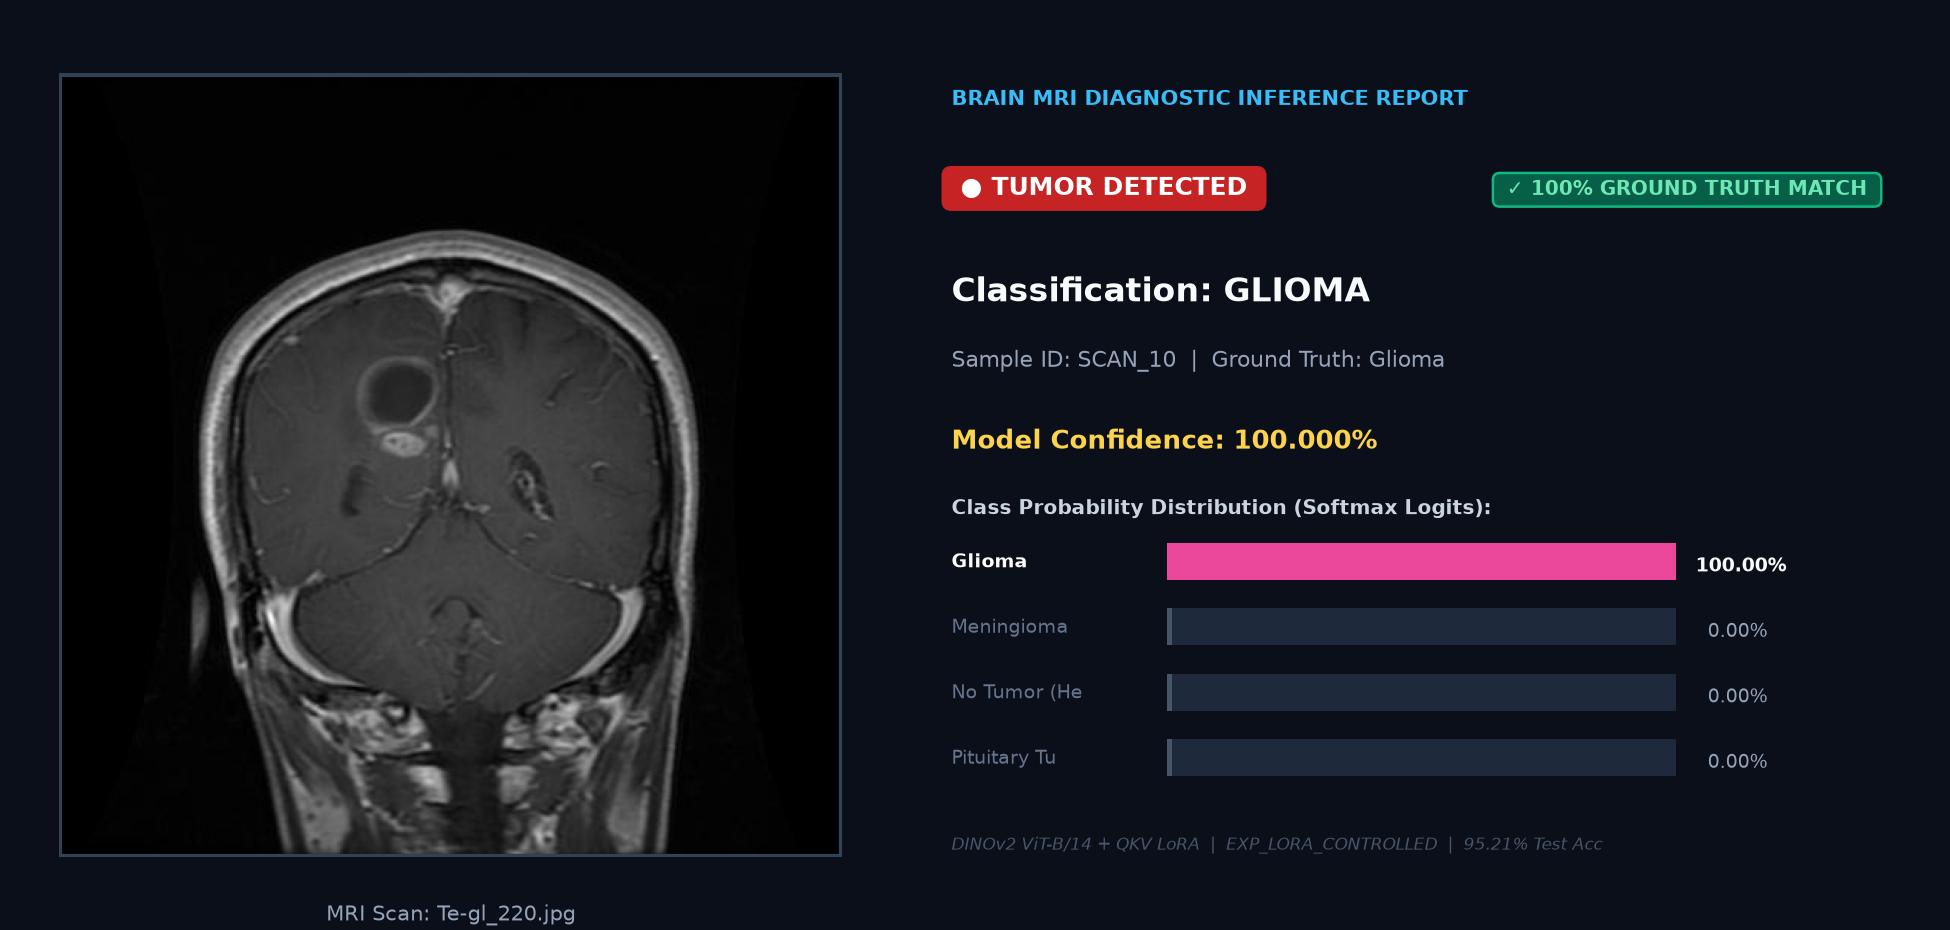 BRAIN MRI DIAGNOSTIC INFERENCE REPORT
● TUMOR DETECTED
✓ 100% GROUND TRUTH MATCH
Classification: GLIOMA
Sample ID: SCAN_10 | Ground Truth: Glioma
Model Confidence: 100.000%
Class Probability Distribution (Softmax Logits):
Glioma 100.00%
Meningioma 0.00%
No Tumor (He 0.00%
Pituitary Tu 0.00%
DINOv2 ViT-B/14 + QKV LoRA | EXP_LORA_CONTROLLED | 95.21% Test Acc
MRI Scan: Te-gl_220.jpg